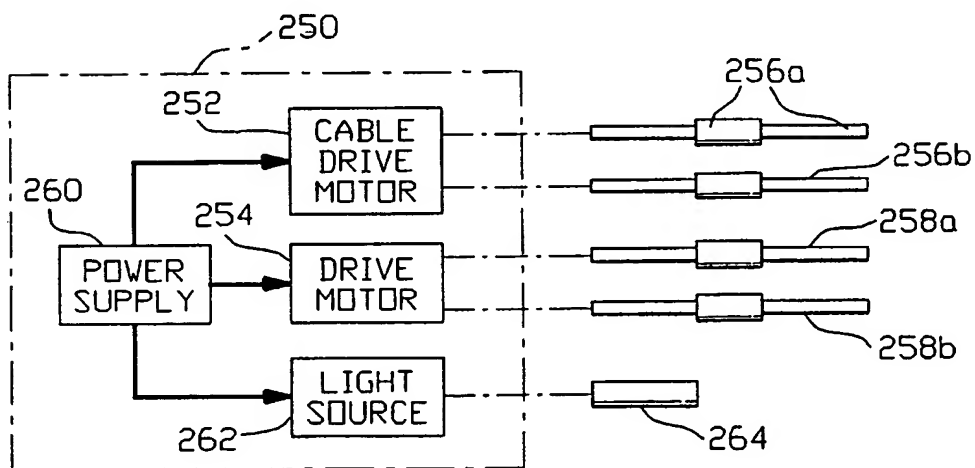 250
252
CABLE
DRIVE
MOTOR
256a
256b
260
254
POWER
SUPPLY
DRIVE
MOTOR
258a
258b
LIGHT
SOURCE
262
264